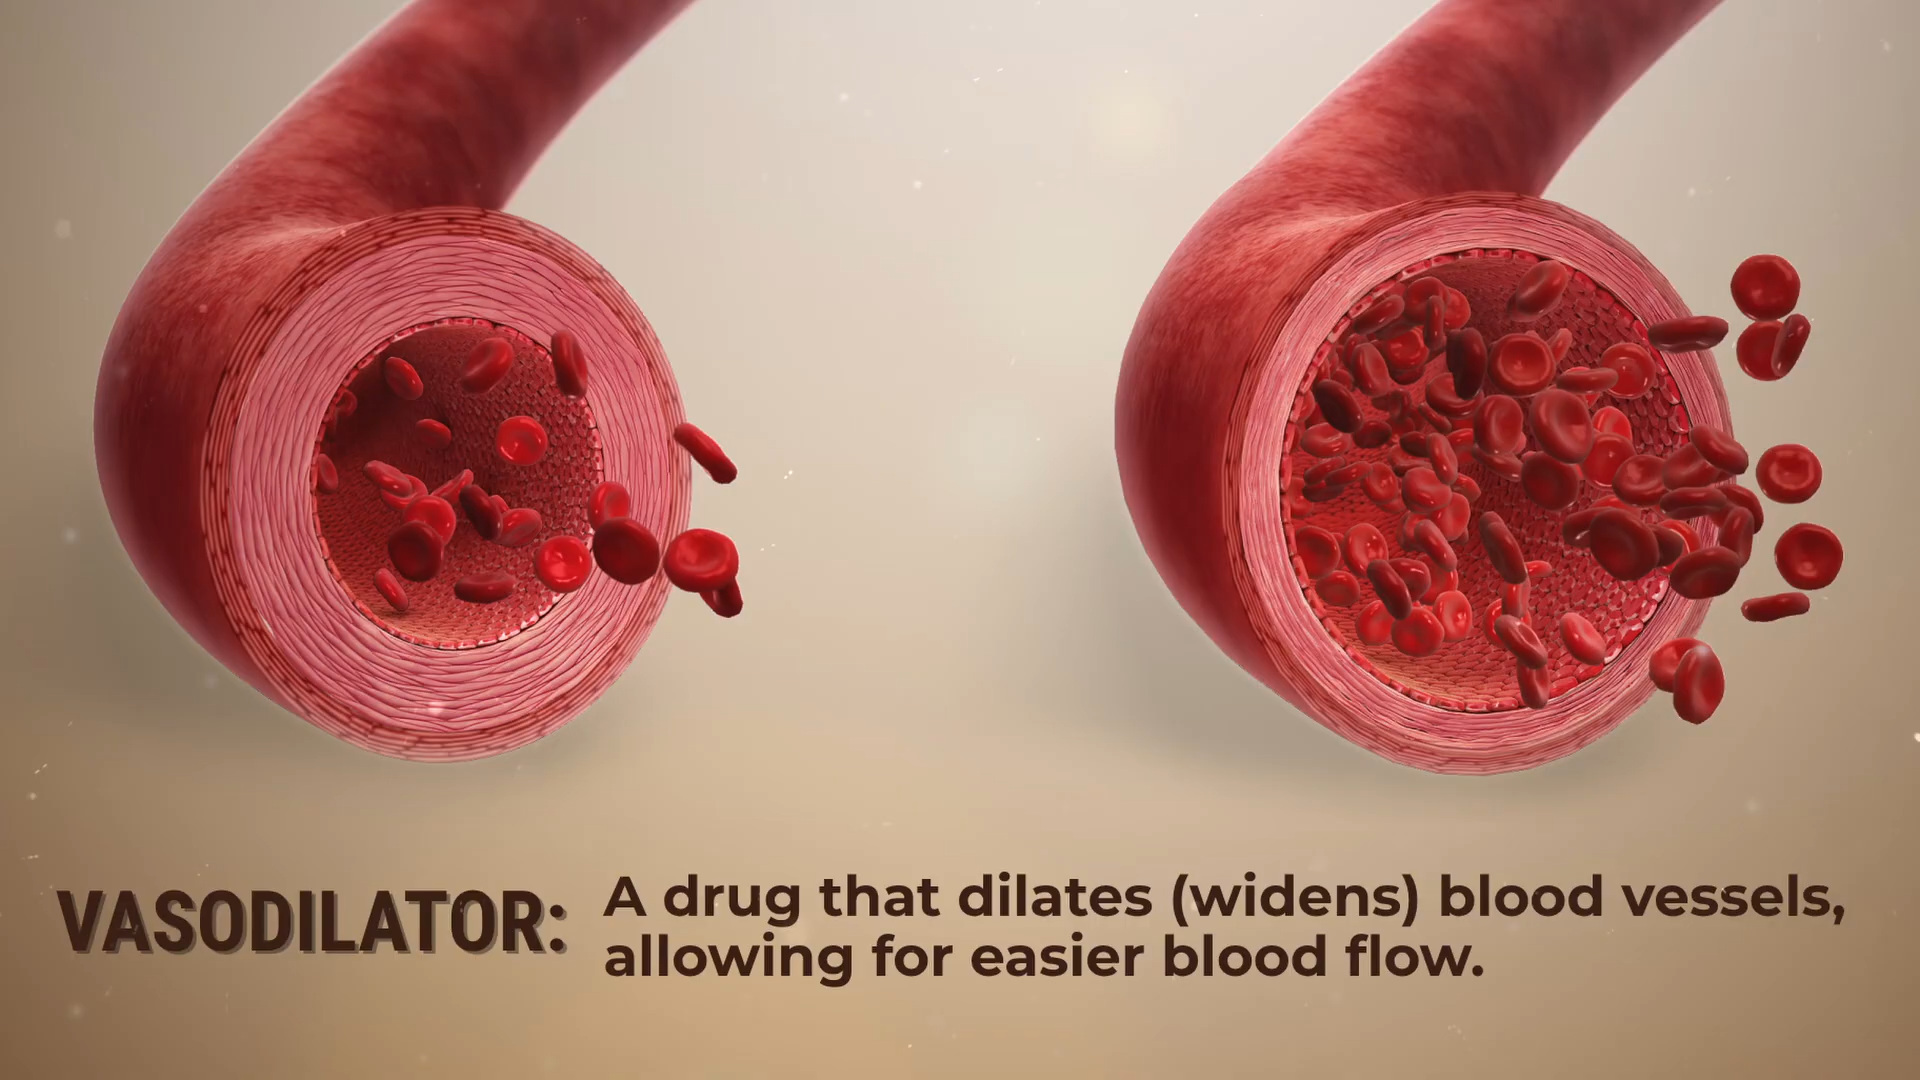 VASODILATOR:
A drug that dilates (widens) blood vessels,
allowing for easier blood flow.